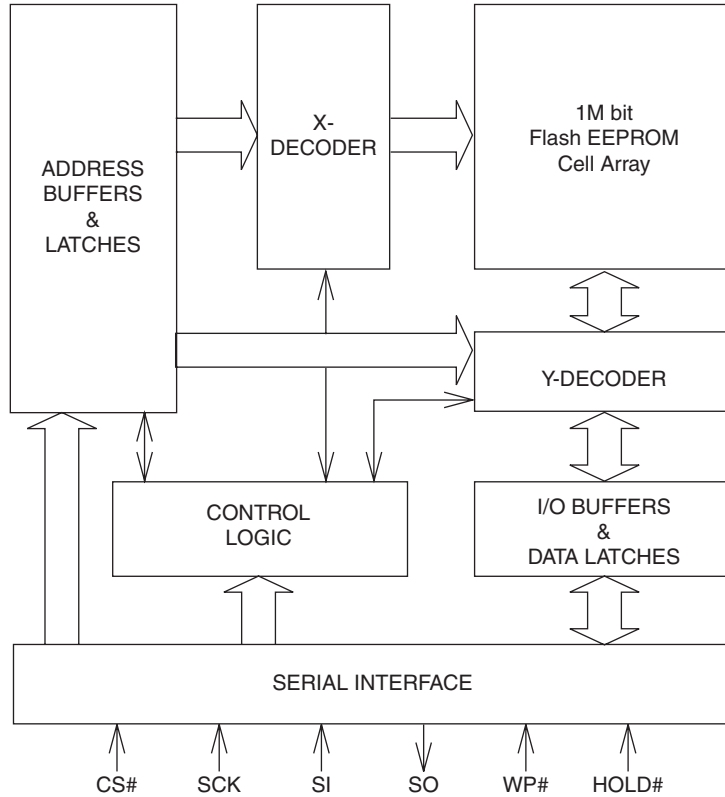 ADDRESS
BUFFERS
&
LATCHES
X-
DECODER
1M bit
Flash EEPROM
Cell Array
Y-DECODER
CONTROL
LOGIC
I/O BUFFERS
&
DATA LATCHES
SERIAL INTERFACE
CS# SCK SI SO WP# HOLD#